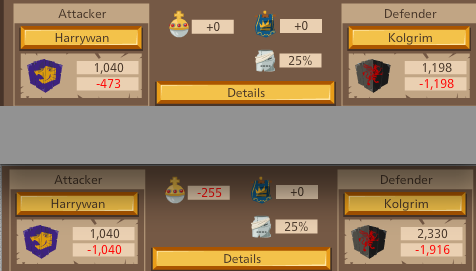 Attacker
+0
+0
Defender
Harrywan
Kolgrim
1,040
-473
25%
1,198
-1,198
Details
Attacker
-255
+0
Defender
Harrywan
Kolgrim
1,040
-1,040
25%
2,330
-1,916
Details